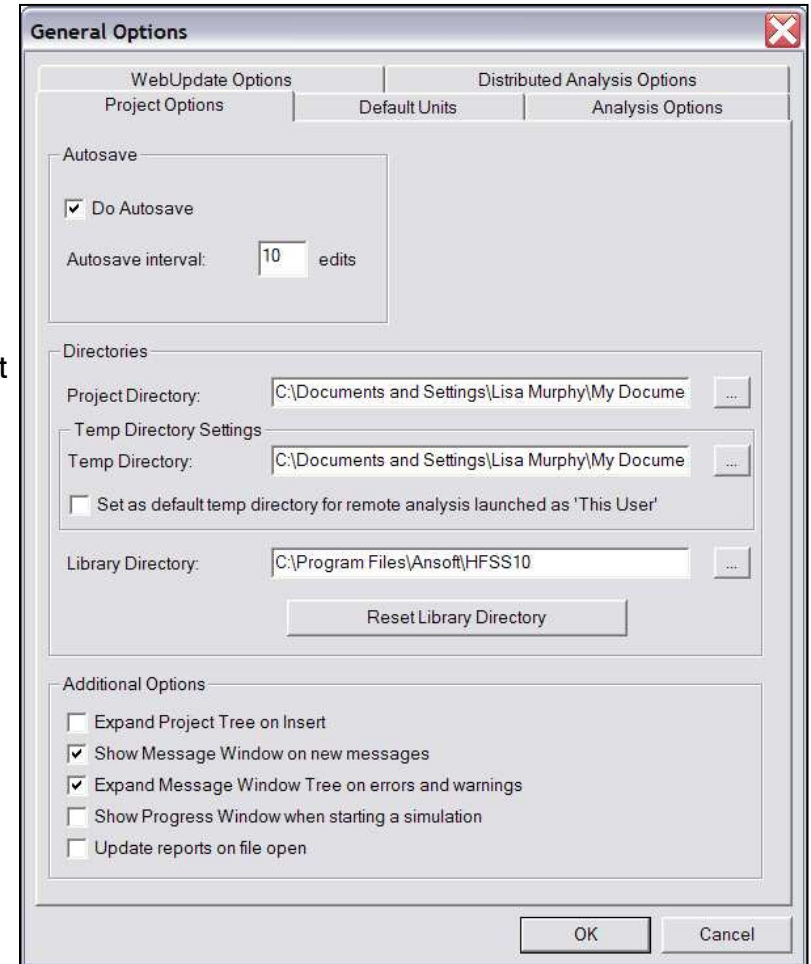 General Options
WebUpdate Options
Distributed Analysis Options
Project Options
Default Units
Analysis Options
Autosave
Do Autosave
Autosave interval: 10 edits
t
Directories
Project Directory: C:\Documents and Settings\Lisa Murphy\My Docume ...
Temp Directory Settings
Temp Directory: C:\Documents and Settings\Lisa Murphy\My Docume ...
Set as default temp directory for remote analysis launched as 'This User'
Library Directory: C:\Program Files\Ansoft\HFSS10 ...
Reset Library Directory
Additional Options
Expand Project Tree on Insert
Show Message Window on new messages
Expand Message Window Tree on errors and warnings
Show Progress Window when starting a simulation
Update reports on file open
OK
Cancel